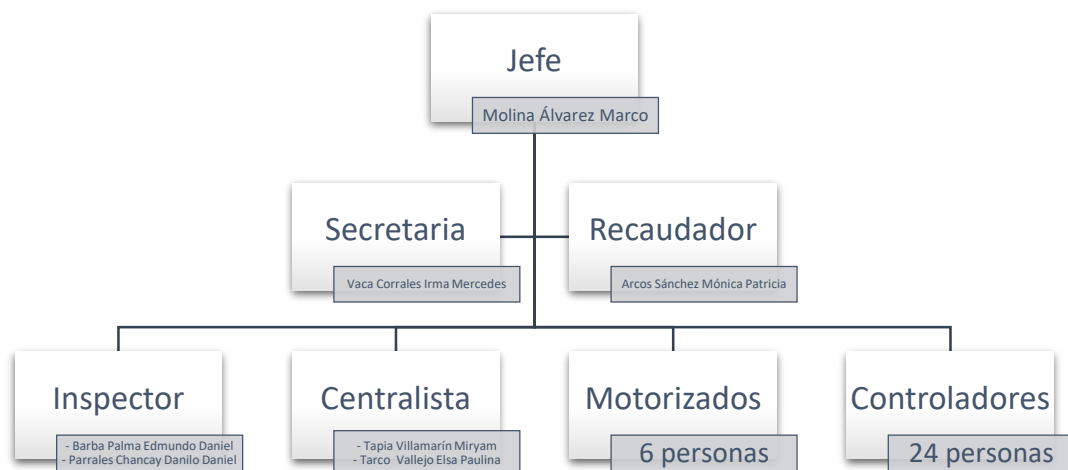 Jefe
Molina Álvarez Marco
Secretaria
Vaca Corrales Irma Mercedes
Recaudador
Arcos Sánchez Mónica Patricia
Inspector
- Barba Palma Edmundo Daniel
- Parrales Chancay Danilo Daniel
Centralista
- Tapia Villamarín Miryam
- Tarco Vallejo Elsa Paulina
Motorizados
6 personas
Controladores
24 personas